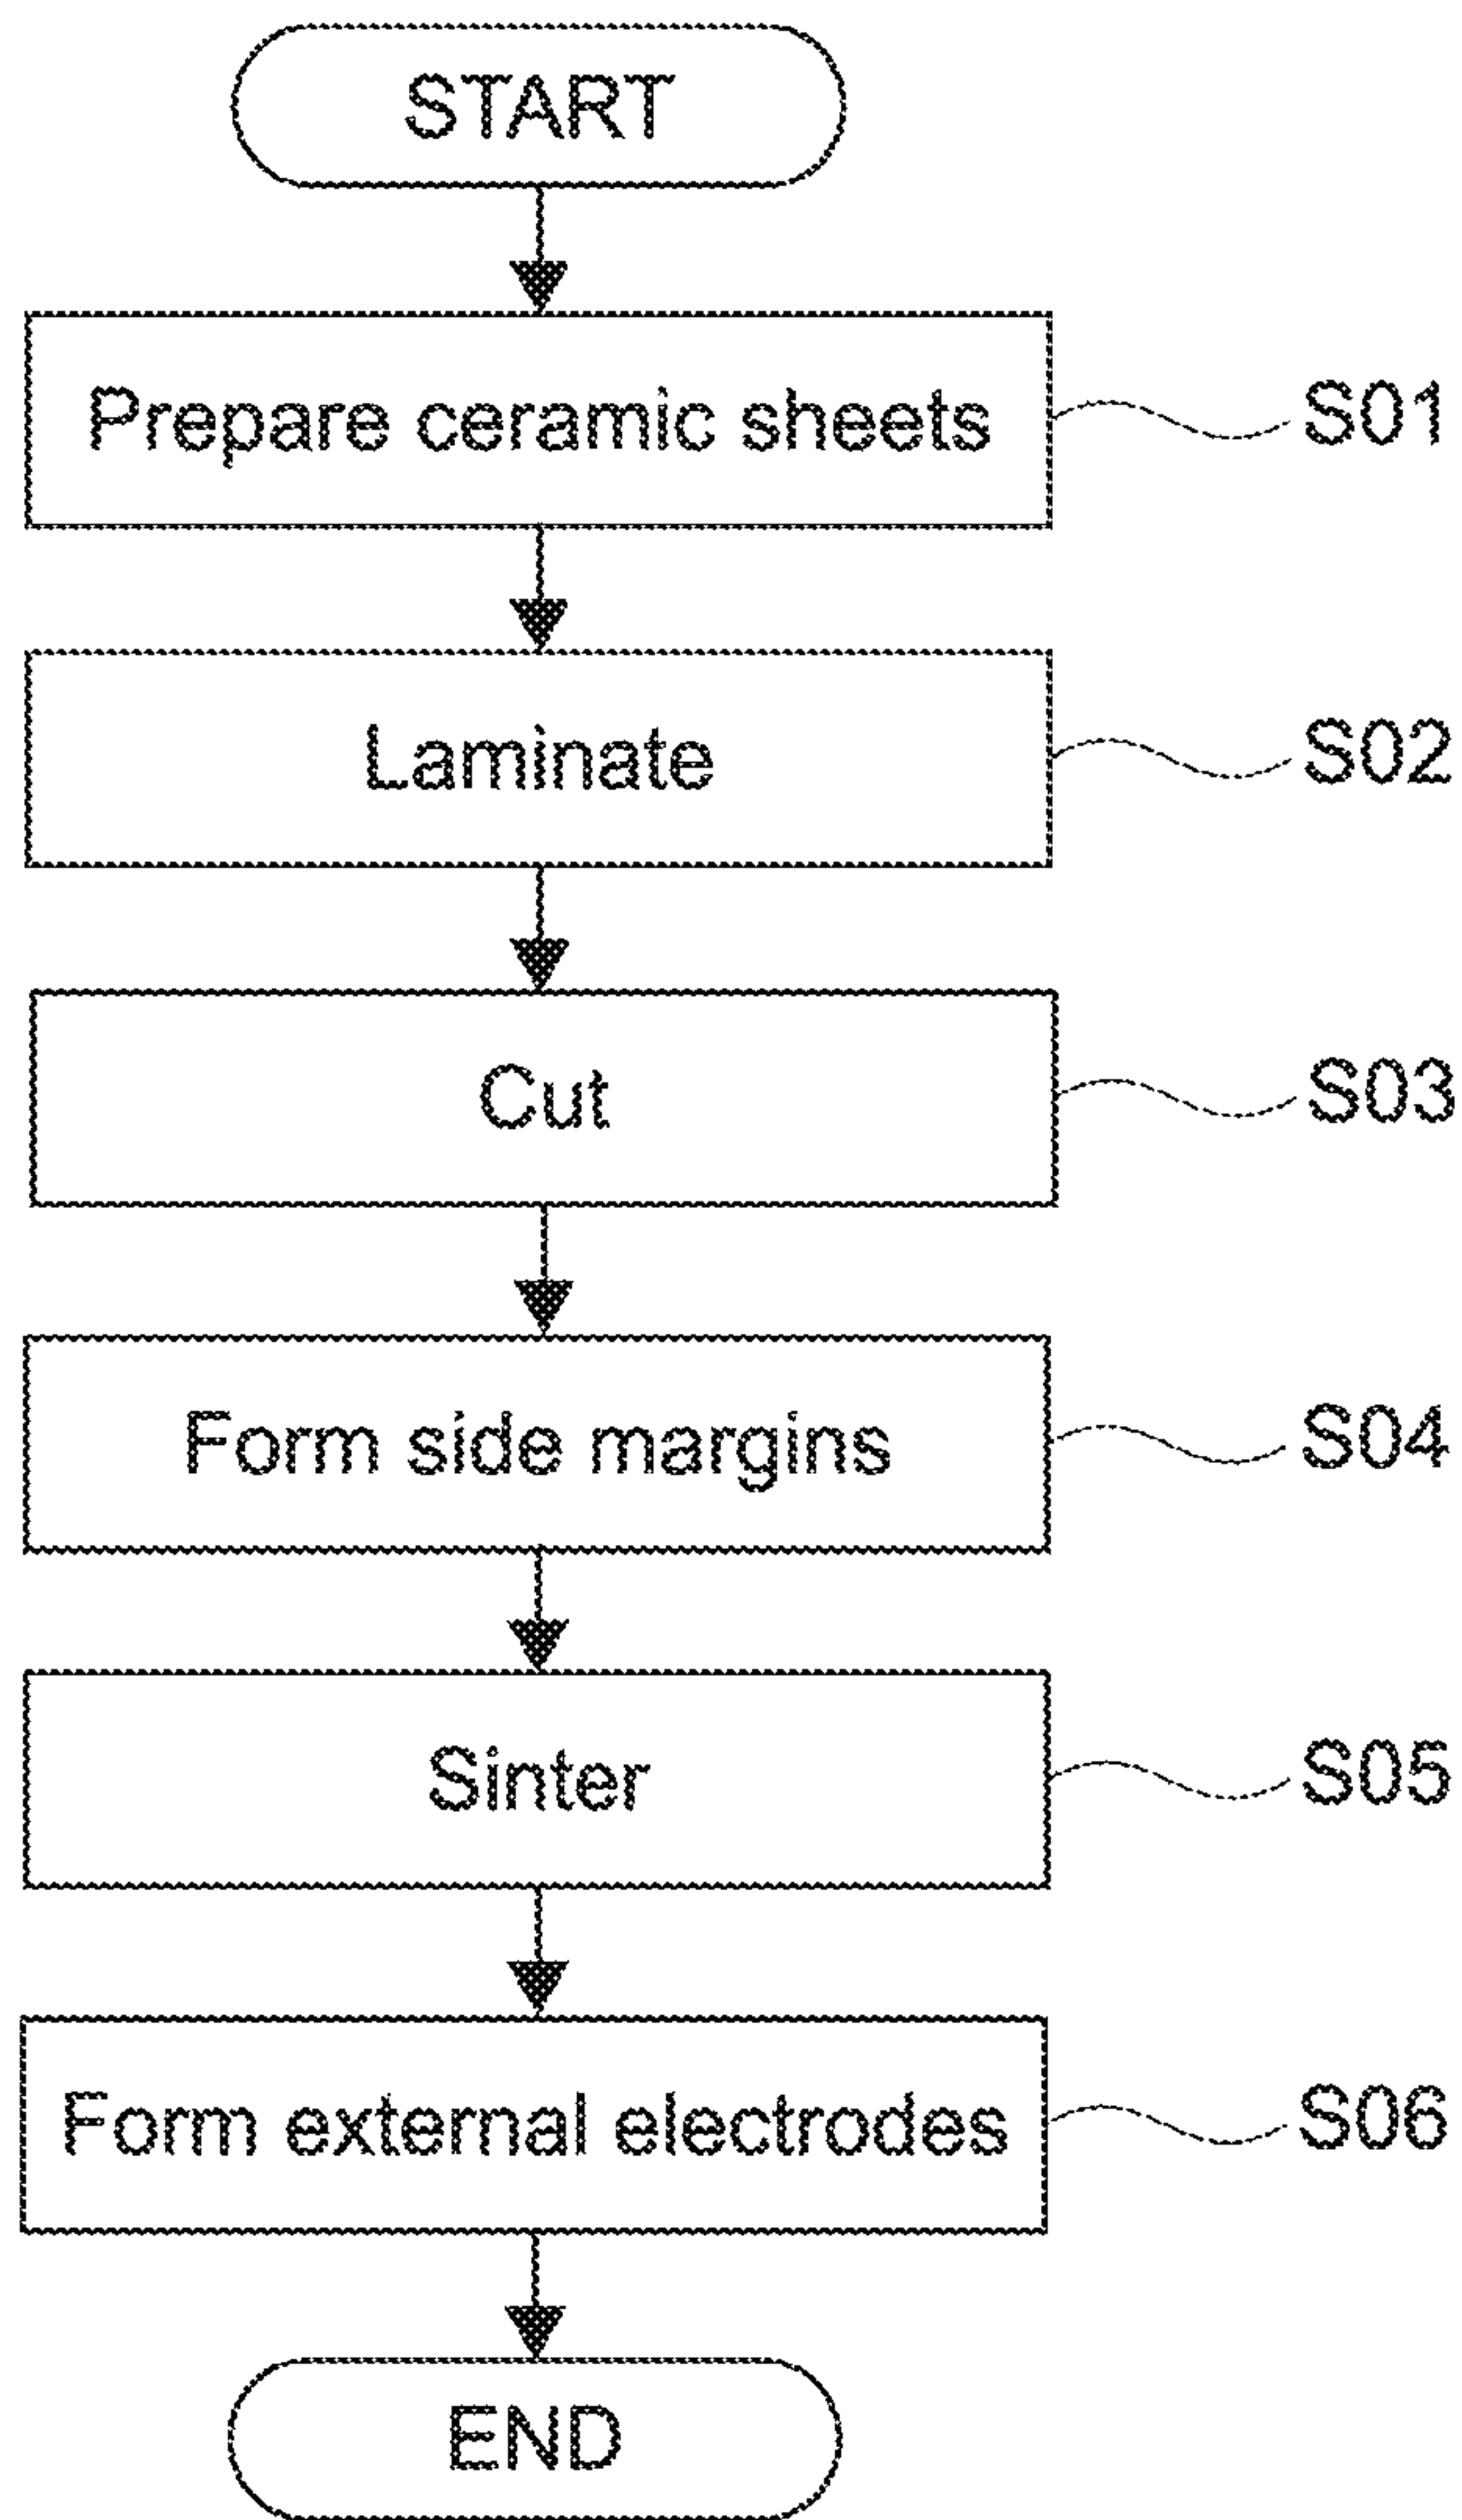 START
Prepare ceramic sheets S01
Laminate S02
Cut S03
Form side margins S04
Sinter S05
Form external electrodes S06
END